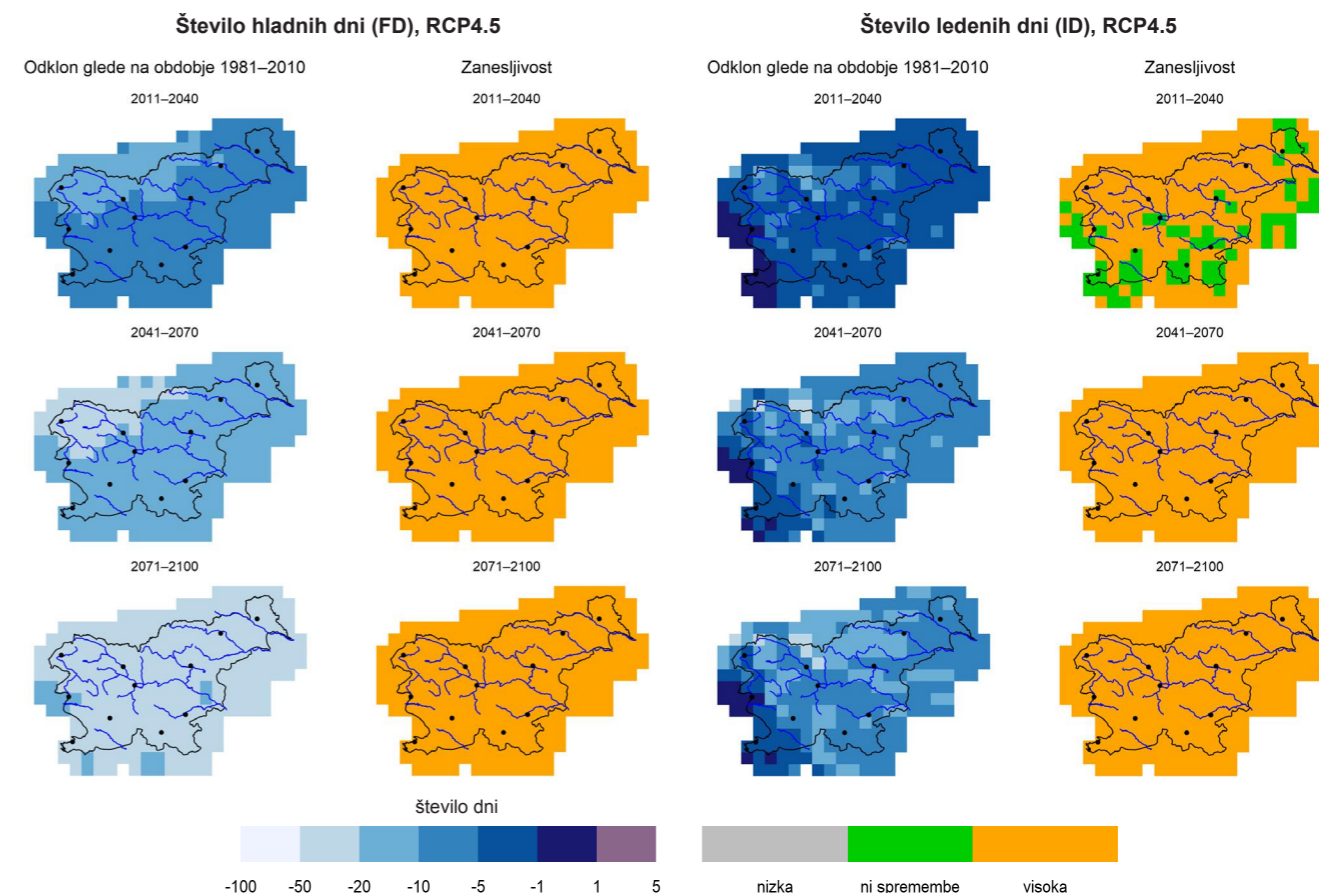 Število hladnih dni (FD), RCP4.5
Število ledenih dni (ID), RCP4.5
Odklon glede na obdobje 1981–2010
Zanesljivost
Odklon glede na obdobje 1981–2010
Zanesljivost
2011–2040
2011–2040
2011–2040
2011–2040
2041–2070
2041–2070
2041–2070
2041–2070
2071–2100
2071–2100
2071–2100
2071–2100
število dni
-100 -50 -20 -10 -5 -1 1 5
nizka ni spremembe visoka